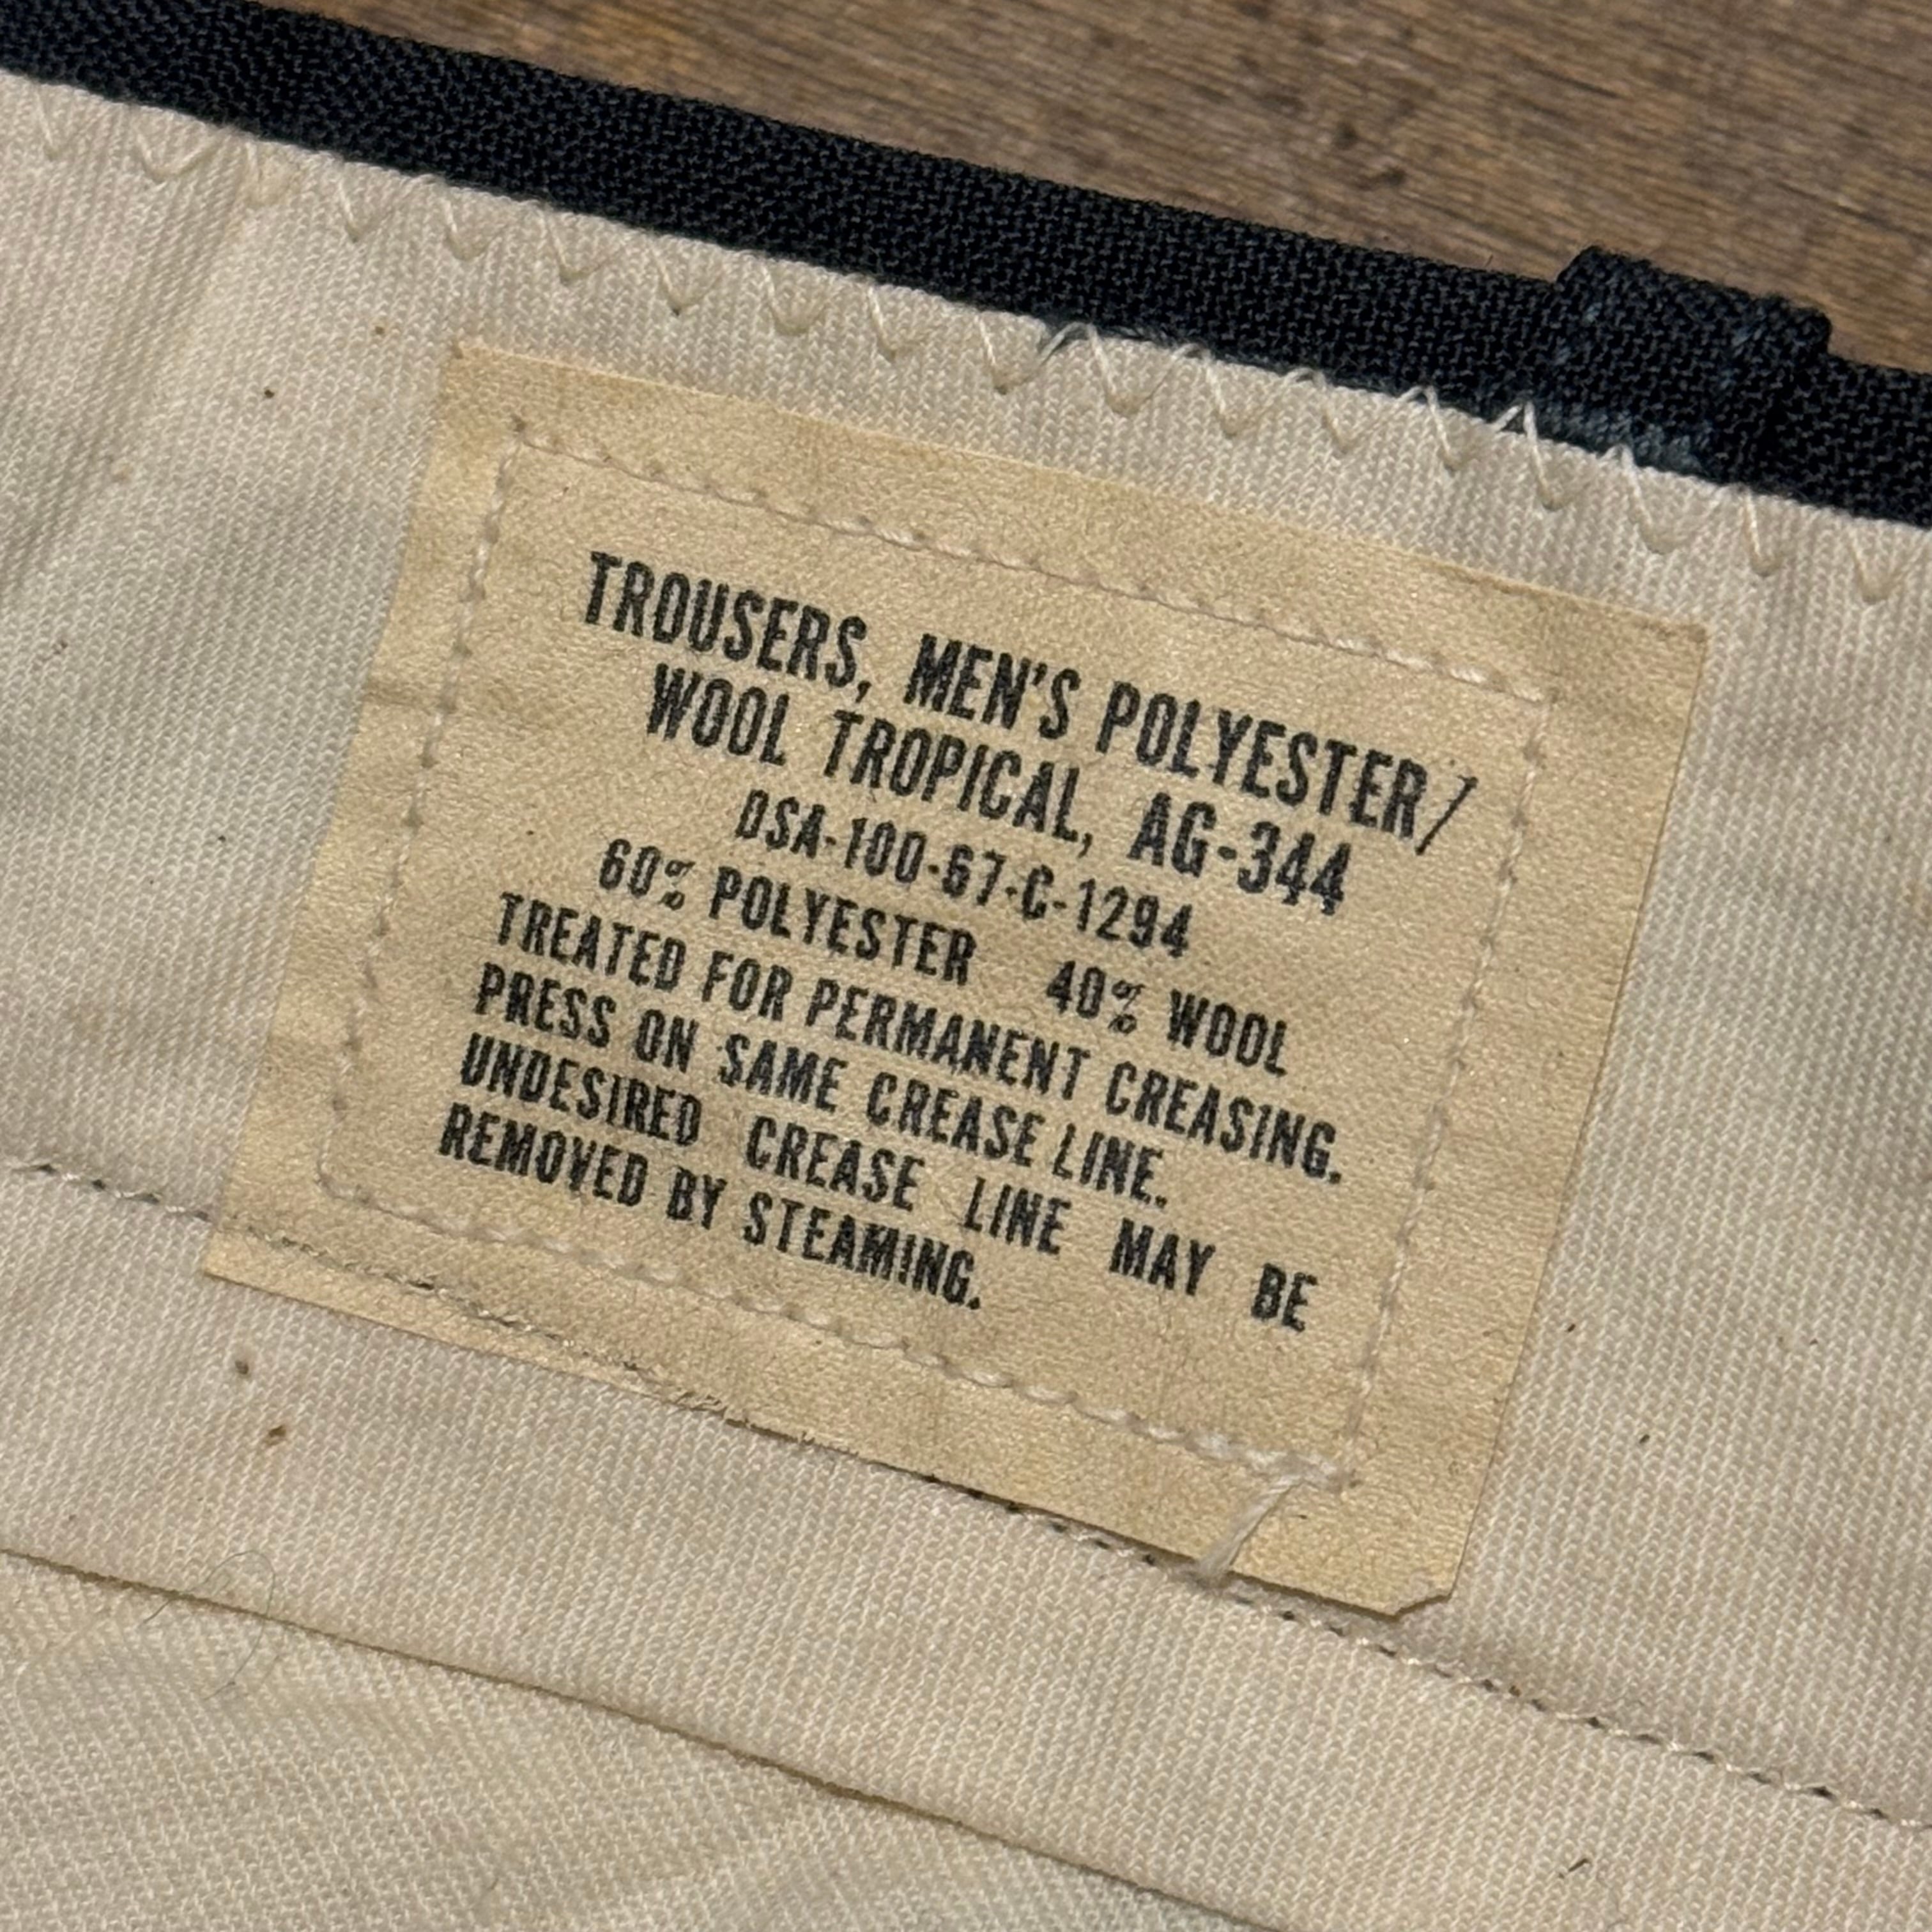 TROUSERS, MEN'S POLYESTER/
WOOL TROPICAL, AG-344
DSA-100-67-C-1294
60% POLYESTER 40% WOOL
TREATED FOR PERMANENT CREASING.
PRESS ON SAME CREASE LINE.
UNDESIRED CREASE LINE MAY BE
REMOVED BY STEAMING.